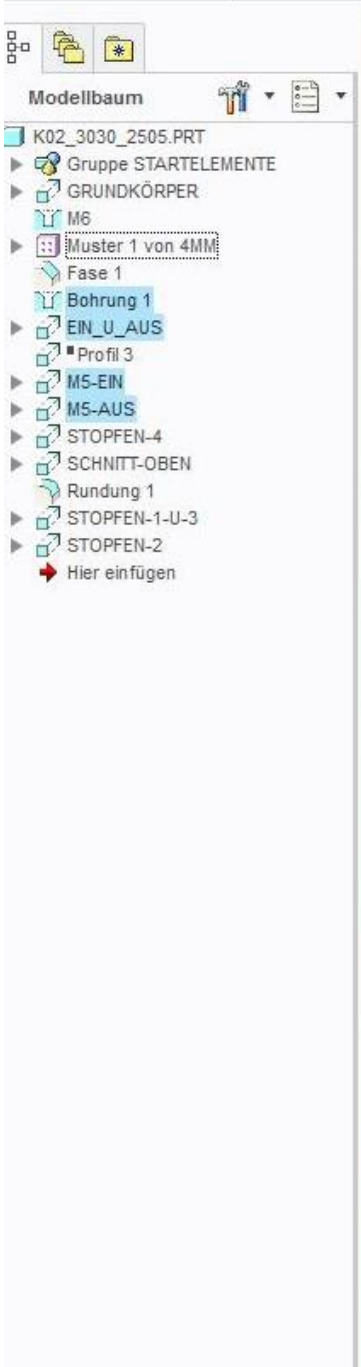 Modellbaum
K02_3030_2505.PRT
Gruppe STARTELEMENTE
GRUNDKÖRPER
M6
Muster 1 von 4MM
Fase 1
Bohrung 1
EIN_U_AUS
Profil 3
M5-EIN
M5-AUS
STOPFEN-4
SCHNITT-OBEN
Rundung 1
STOPFEN-1-U-3
STOPFEN-2
Hier einfügen